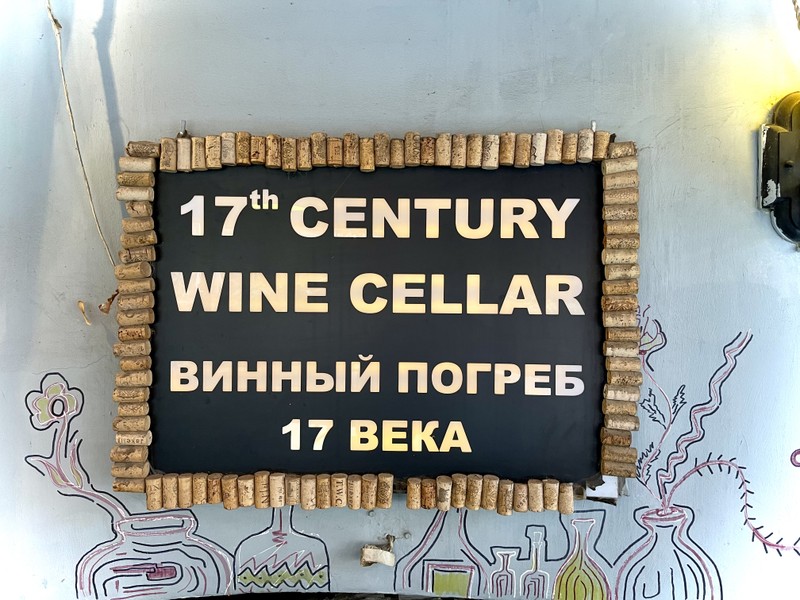 17th CENTURY
WINE CELLAR
ВИННЫЙ ПОГРЕБ
17 ВЕКА